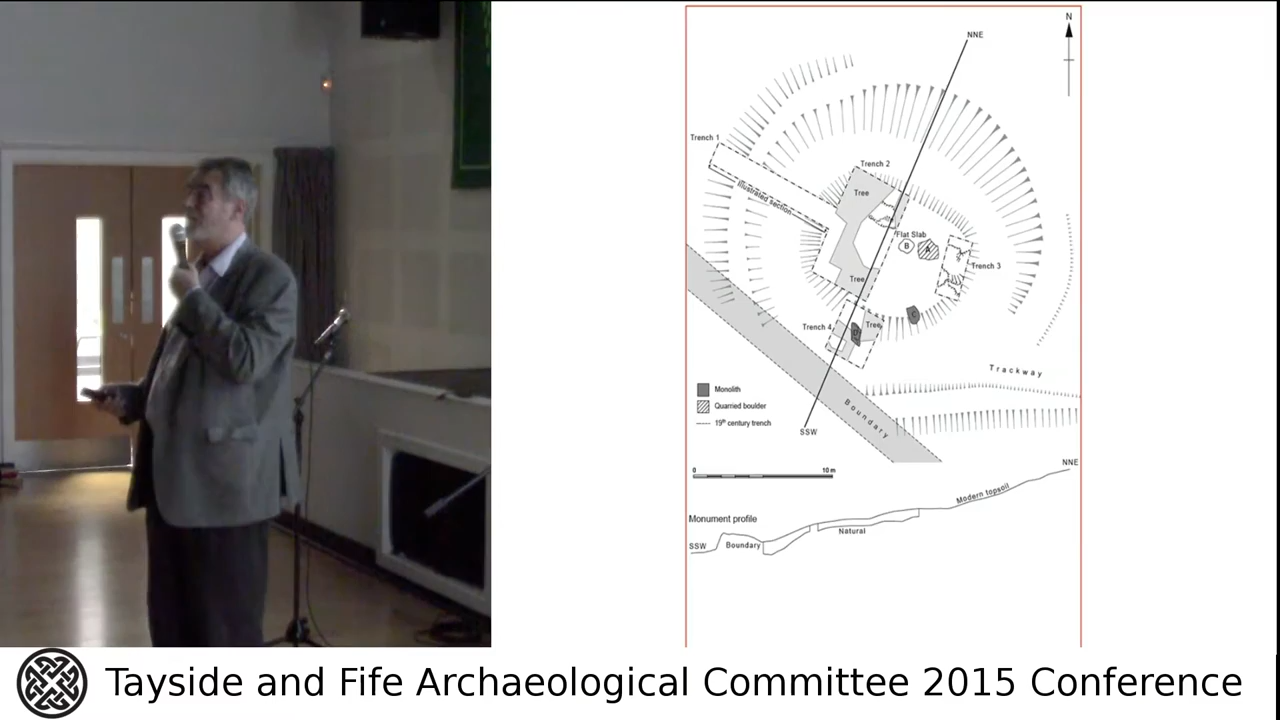 N
NNE
Trench 1
Trench 2
Tree
Illustrated section
Flat Slab
B
A
Trench 3
Tree
C
Trench 4
D
Tree
Trackway
Monolith
Quarried boulder
19th century trench
Boundary
SSW
0
10 m
NNE
Modern topsoil
Monument profile
Natural
SSW
Boundary
Tayside and Fife Archaeological Committee 2015 Conference